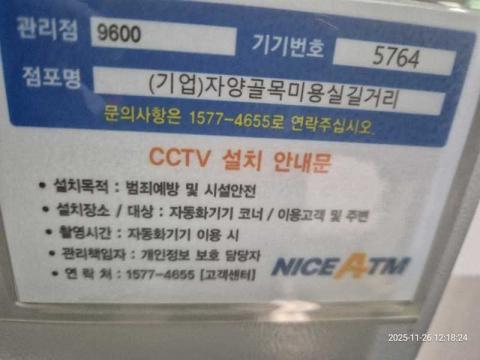 관리점 9600 기기번호 5764
점포명 (기업)자양골목미용실길거리
문의사항은 1577-4655로 연락주십시오.
CCTV 설치 안내문
• 설치목적 : 범죄예방 및 시설안전
• 설치장소 / 대상 : 자동화기기 코너 / 이용고객 및 주변
• 촬영시간 : 자동화기기 이용 시
• 관리책임자 : 개인정보 보호 담당자
• 연 락 처 : 1577-4655 [고객센터]
NICE ATM
2025-11-26 12:18:24